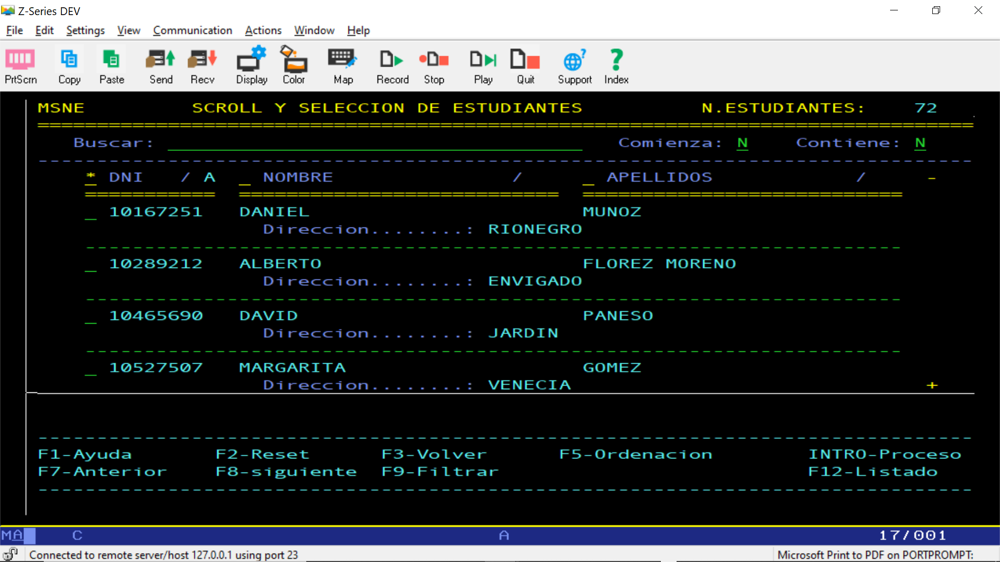 Z-Series DEV
File Edit Settings View Communication Actions Window Help
PrtScrn Copy Paste Send Recv Display Color Map Record Stop Play Quit Support Index
MSNE SCROLL Y SELECCION DE ESTUDIANTES N.ESTUDIANTES: 72
================================================================================
Buscar: ____________________________________ Comienza: N Contiene: N
--------------------------------------------------------------------------------
* DNI / A _ NOMBRE / _ APELLIDOS / -
=========== =========================== ===========================
_ 10167251 DANIEL MUNOZ
Direccion........: RIONEGRO
----------------------------------------------------------------------
_ 10289212 ALBERTO FLOREZ MORENO
Direccion........: ENVIGADO
----------------------------------------------------------------------
_ 10465690 DAVID PANESO
Direccion........: JARDIN
----------------------------------------------------------------------
_ 10527507 MARGARITA GOMEZ
Direccion........: VENECIA +
--------------------------------------------------------------------------------
F1-Ayuda F2-Reset F3-Volver F5-Ordenacion INTRO-Proceso
F7-Anterior F8-siguiente F9-Filtrar F12-Listado
--------------------------------------------------------------------------------
MA C A 17/001
Connected to remote server/host 127.0.0.1 using port 23 Microsoft Print to PDF on PORTPROMPT: